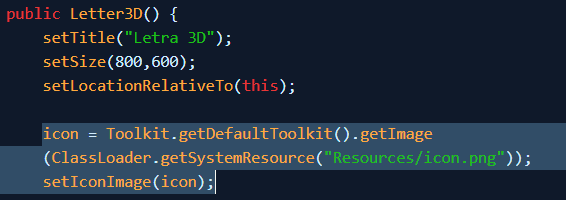 public Letter3D() {
setTitle("Letra 3D");
setSize(800,600);
setLocationRelativeTo(this);
icon = Toolkit.getDefaultToolkit().getImage
(ClassLoader.getSystemResource("Resources/icon.png"));
setIconImage(icon);